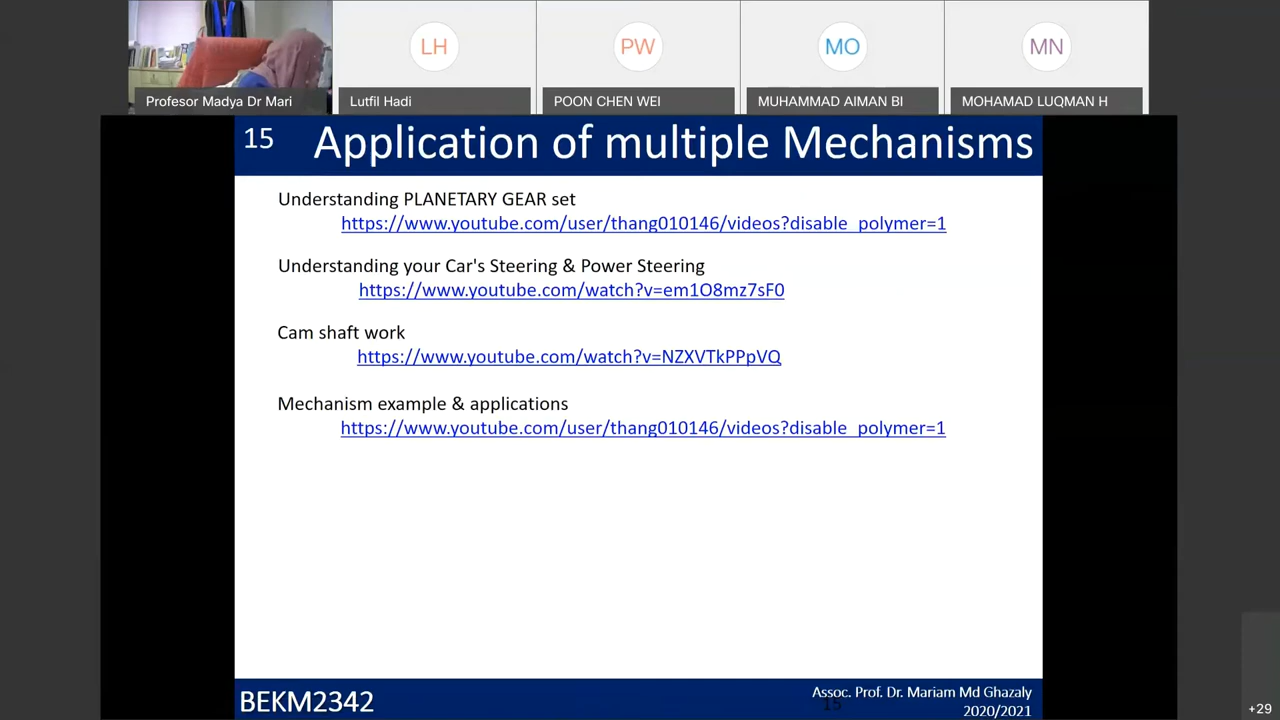 LH
PW
MO
MN
Profesor Madya Dr Mari
Lutfil Hadi
POON CHEN WEI
MUHAMMAD AIMAN BI
MOHAMAD LUQMAN H
15
Application of multiple Mechanisms
Understanding PLANETARY GEAR set
https://www.youtube.com/user/thang010146/videos?disable_polymer=1
Understanding your Car's Steering & Power Steering
https://www.youtube.com/watch?v=em1O8mz7sF0
Cam shaft work
https://www.youtube.com/watch?v=NZXVTkPPpVQ
Mechanism example & applications
https://www.youtube.com/user/thang010146/videos?disable_polymer=1
BEKM2342
Assoc. Prof. Dr. Mariam Md Ghazaly
15
2020/2021
+29